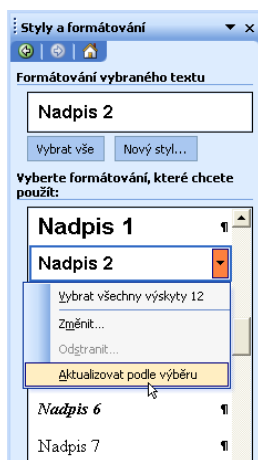 Styly a formátování
Formátování vybraného textu
Nadpis 2
Vybrat vše Nový styl...
Vyberte formátování, které chcete
použít:
Nadpis 1 ¶
Nadpis 2
Vybrat všechny výskyty 12
Změnit...
Odstranit...
Aktualizovat podle výběru
Nadpis 6 ¶
Nadpis 7 ¶